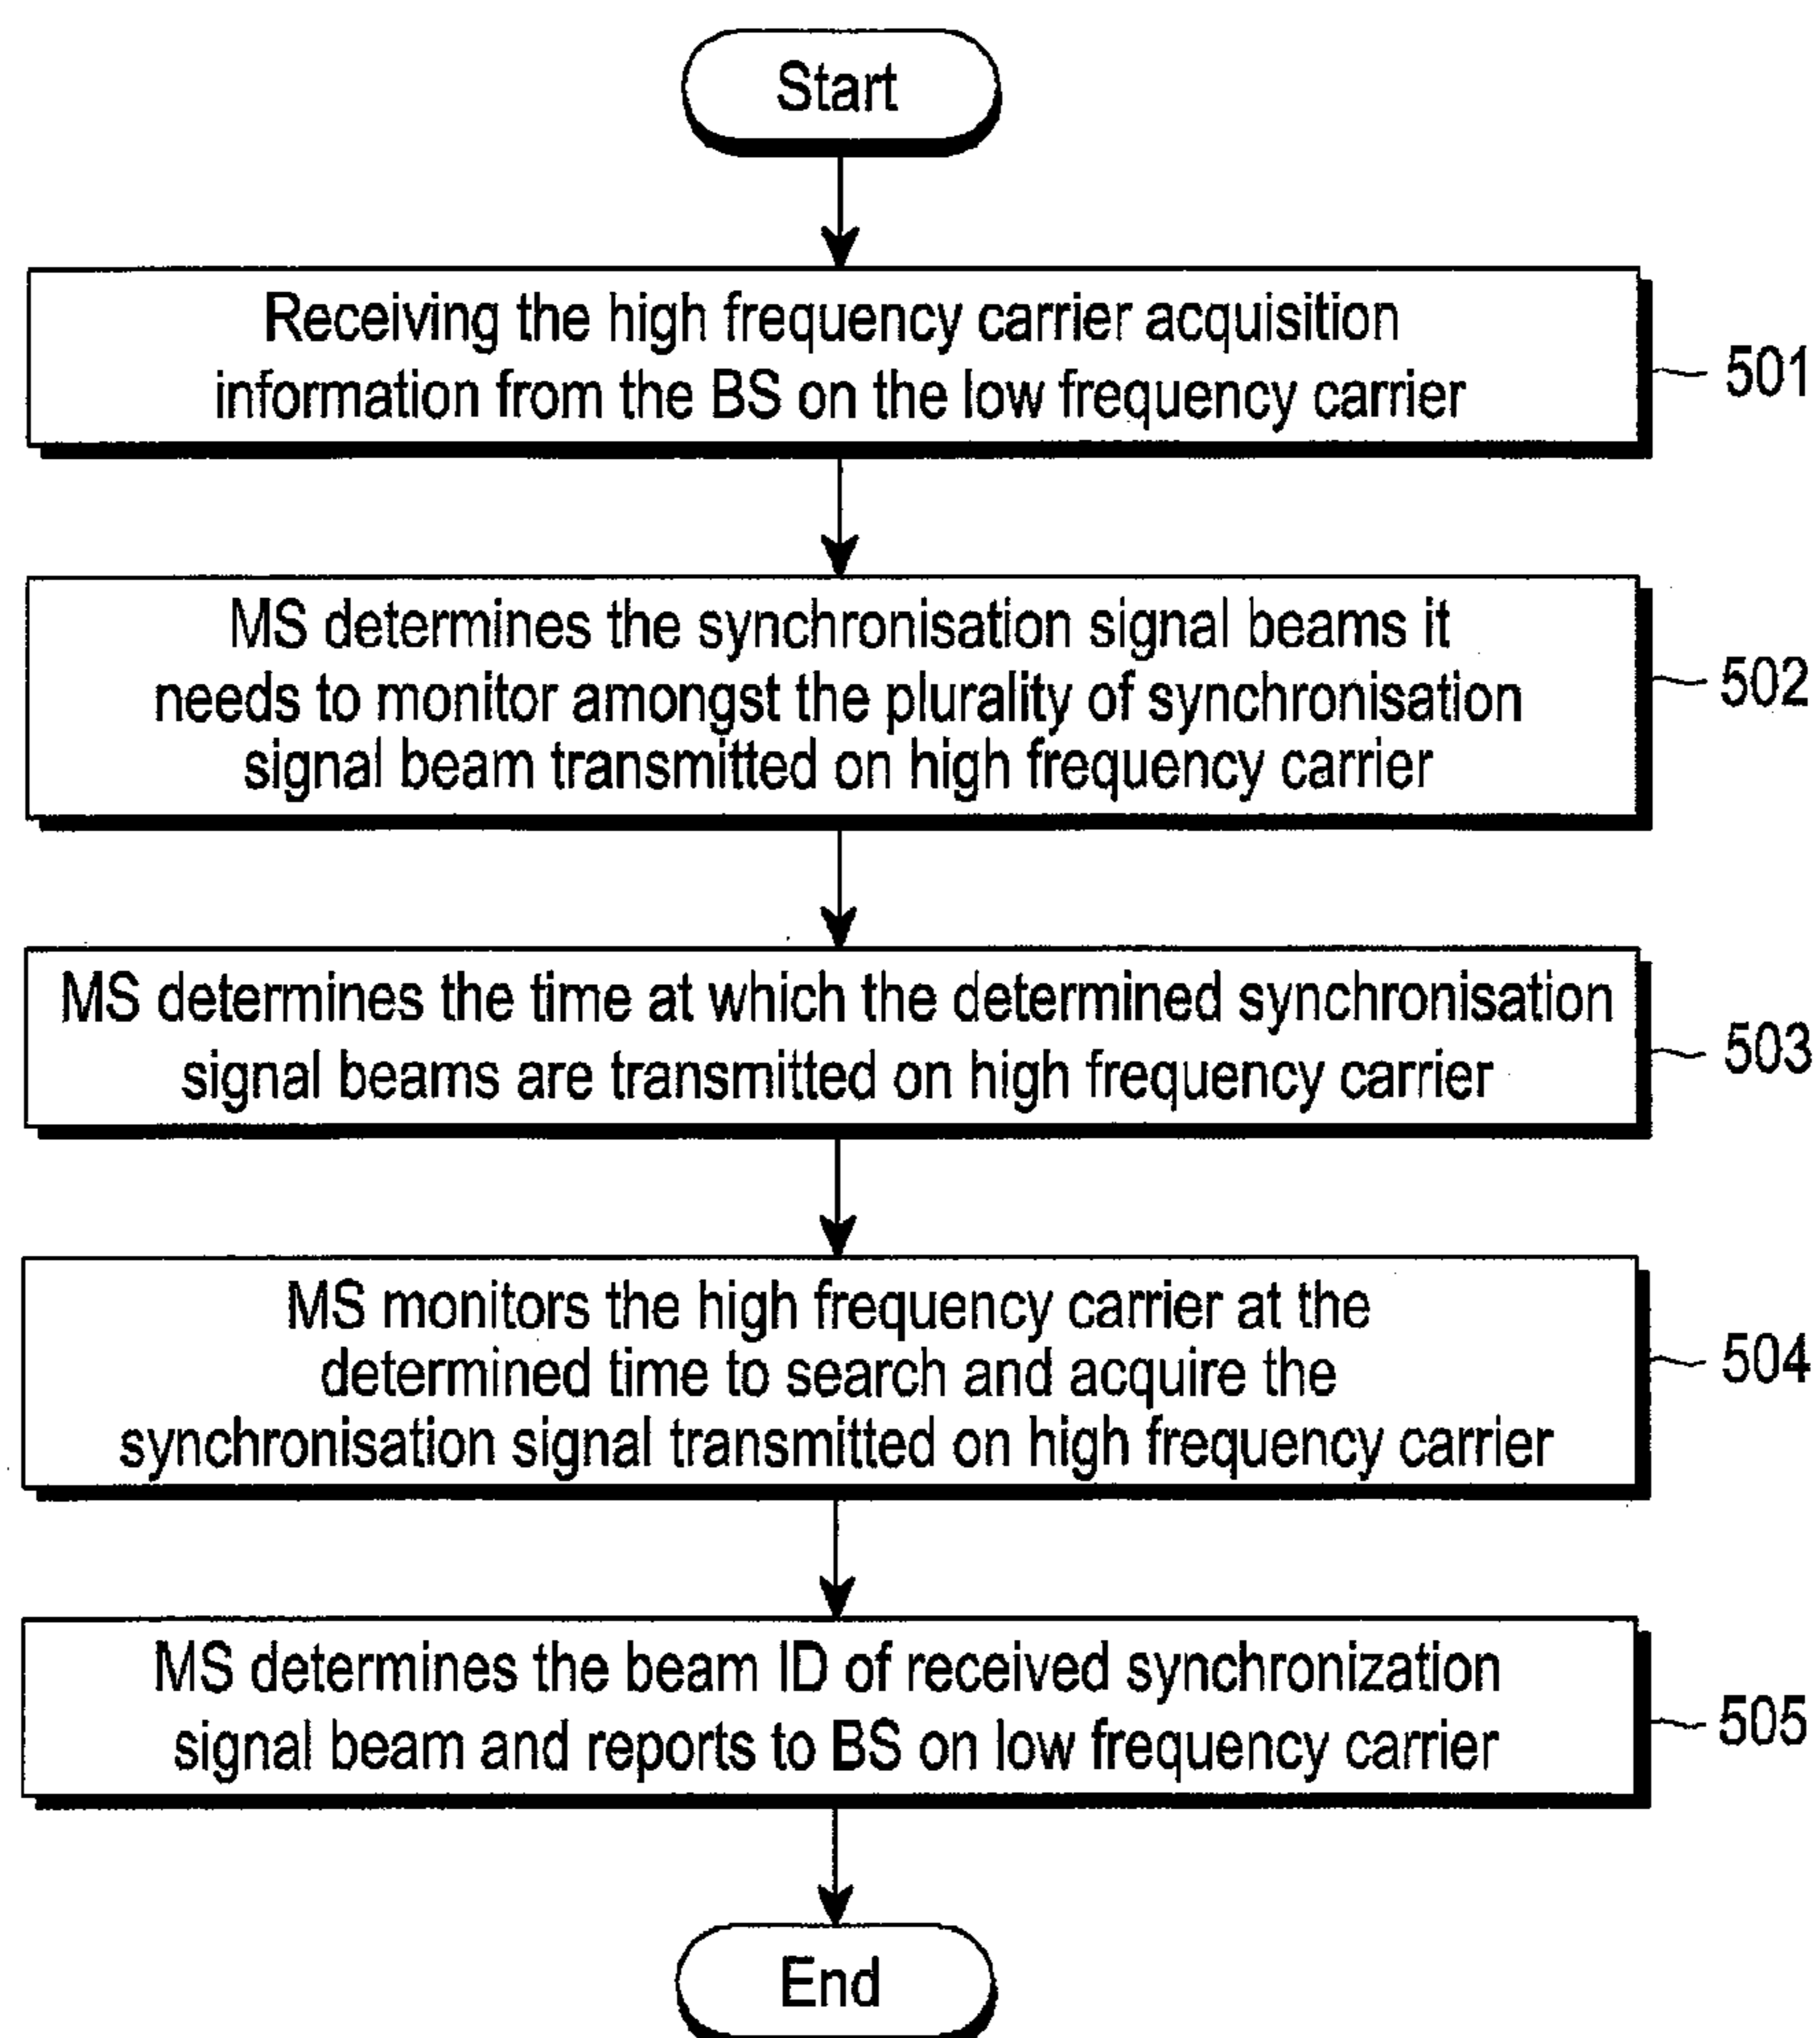 Start
Receiving the high frequency carrier acquisition
information from the BS on the low frequency carrier
501
MS determines the synchronisation signal beams it
needs to monitor amongst the plurality of synchronisation
signal beam transmitted on high frequency carrier
502
MS determines the time at which the determined synchronisation
signal beams are transmitted on high frequency carrier
503
MS monitors the high frequency carrier at the
determined time to search and acquire the
synchronisation signal transmitted on high frequency carrier
504
MS determines the beam ID of received synchronization
signal beam and reports to BS on low frequency carrier
505
End